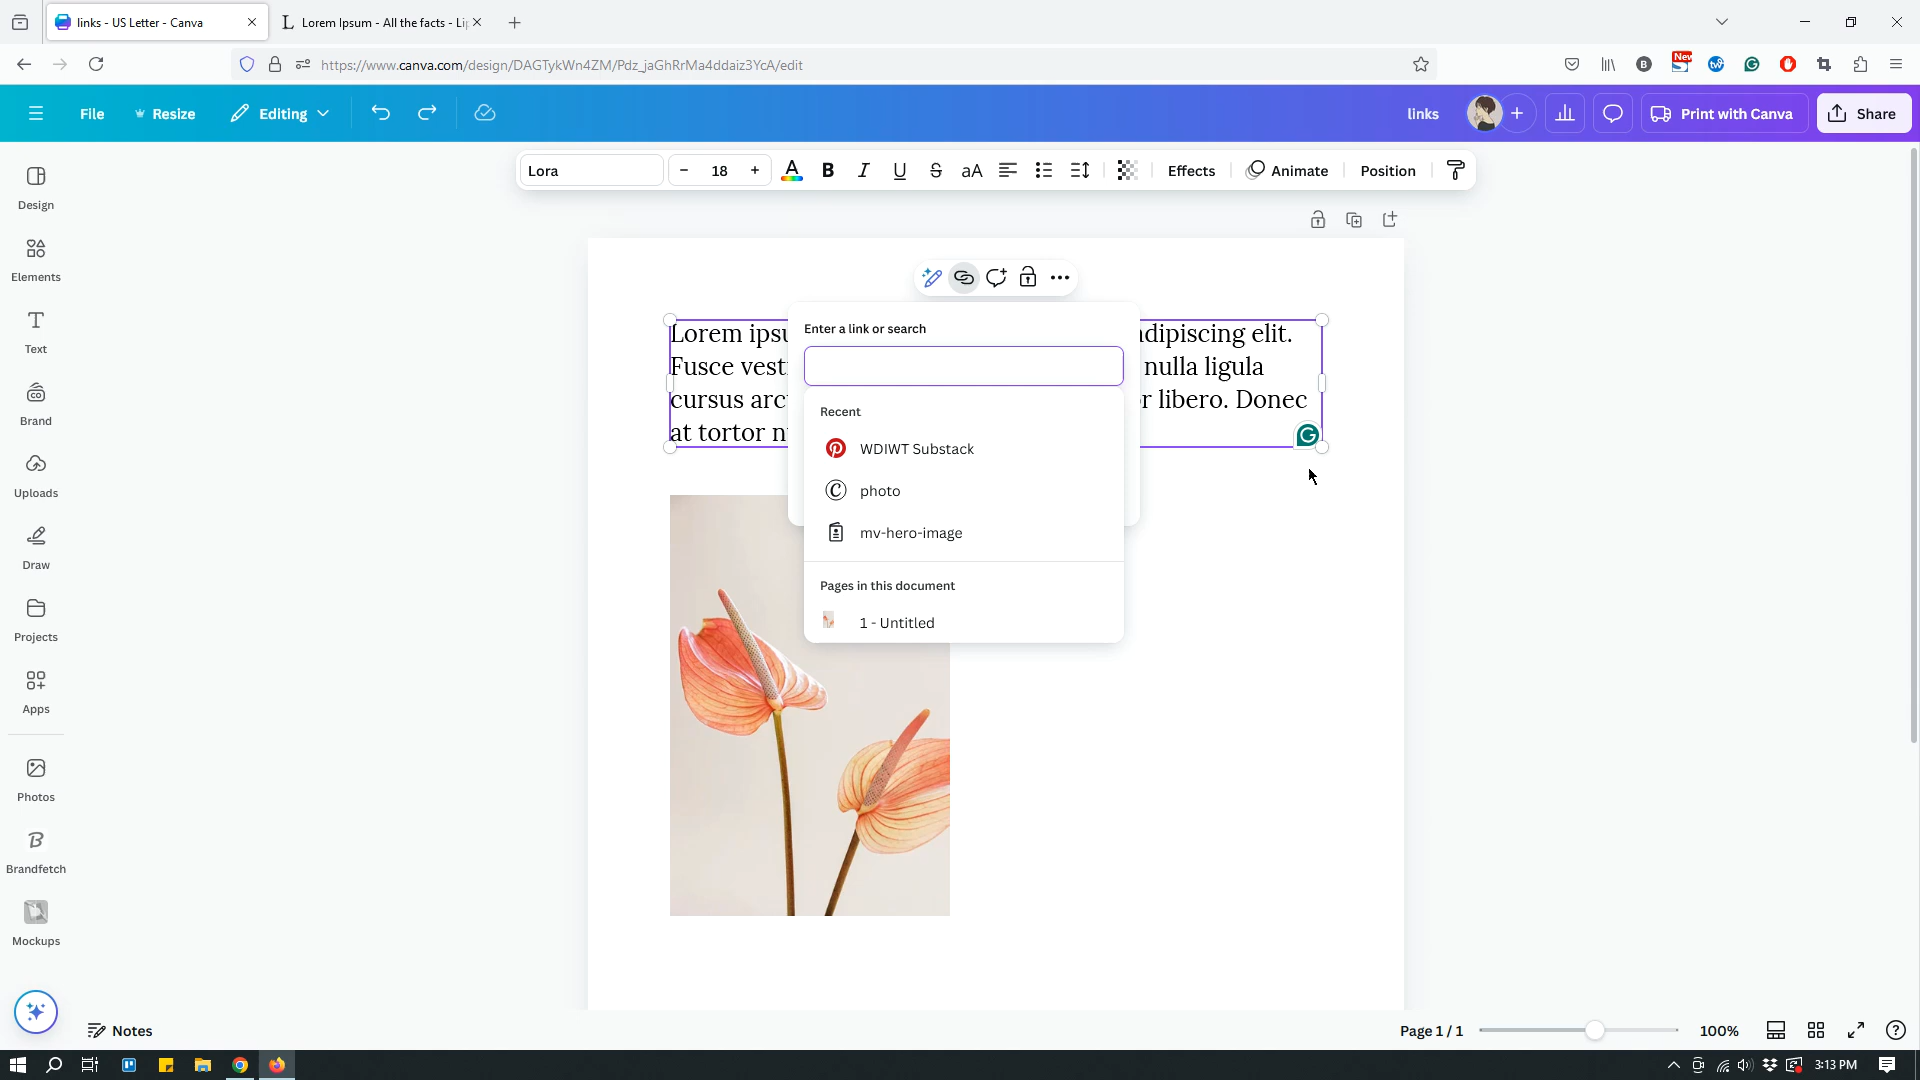 links - US Letter - Canva
Lorem Ipsum - All the facts - Lip
https://www.canva.com/design/DAGTykWn4ZM/Pdz_jaGhRrMa4ddaiz3YcA/edit
New
File
Resize
Editing
links
Print with Canva
Share
Lora
- 18 +
A B I U S aA
Effects
Animate
Position
Design
Elements
Text
Brand
Uploads
Draw
Projects
Apps
Photos
Brandfetch
Mockups
Lorem ipsu
adipiscing elit.
Fusce vest
nulla ligula
cursus arc
r libero. Donec
at tortor n
Enter a link or search
Recent
WDIWT Substack
photo
mv-hero-image
Pages in this document
1 - Untitled
Notes
Page 1 / 1
100%
3:13 PM